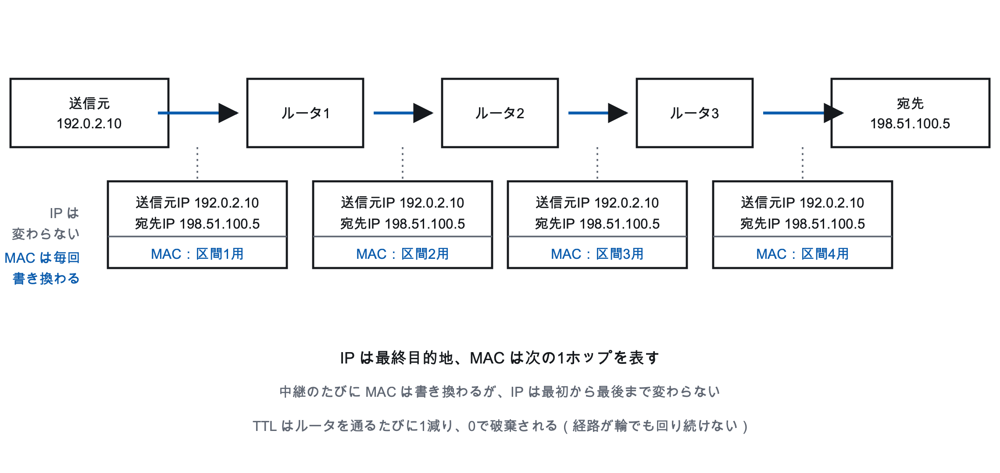 送信元
192.0.2.10
ルータ1
ルータ2
ルータ3
宛先
198.51.100.5
IP は
変わらない
MAC は毎回
書き換わる
送信元IP 192.0.2.10
宛先IP 198.51.100.5
MAC：区間1用
送信元IP 192.0.2.10
宛先IP 198.51.100.5
MAC：区間2用
送信元IP 192.0.2.10
宛先IP 198.51.100.5
MAC：区間3用
送信元IP 192.0.2.10
宛先IP 198.51.100.5
MAC：区間4用
IP は最終目的地、MAC は次の1ホップを表す
中継のたびに MAC は書き換わるが、IP は最初から最後まで変わらない
TTL はルータを通るたびに1減り、0で破棄される（経路が輪でも回り続けない）